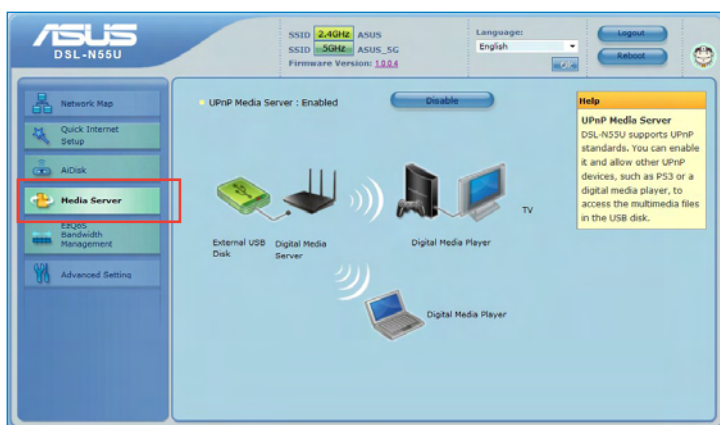 ASUS
DSL-N55U
SSID 2.4GHz ASUS
SSID 5GHz ASUS_5G
Firmware Version: 1.0.0.4
Language:
English
Logout
Reboot
Network Map
Quick Internet
Setup
AiDisk
Media Server
EzQoS
Bandwidth
Management
Advanced Setting
UPnP Media Server : Enabled
Disable
External USB
Disk
Digital Media
Server
Digital Media Player
TV
Digital Media Player
Help
UPnP Media Server
DSL-N55U supports UPnP
standards. You can enable
it and allow other UPnP
devices, such as PS3 or a
digital media player, to
access the multimedia files
in the USB disk.